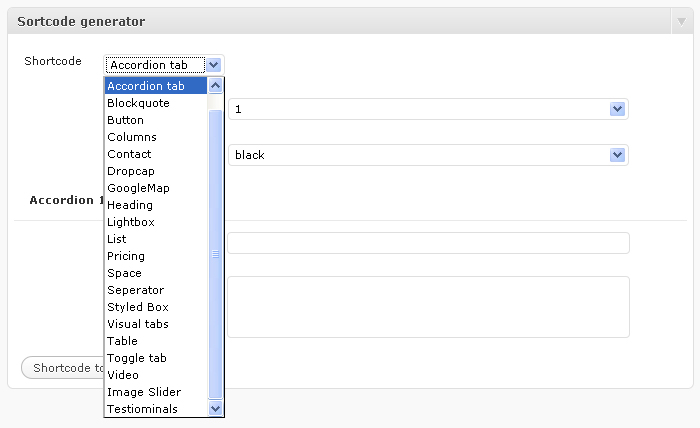 Sortcode generator
Shortcode
Accordion tab
Accordion tab
Blockquote
Button
Columns
Contact
Dropcap
GoogleMap
Heading
Lightbox
List
Pricing
Space
Seperator
Styled Box
Visual tabs
Table
Toggle tab
Video
Image Slider
Testiominals
1
black
Accordion 1
Shortcode to